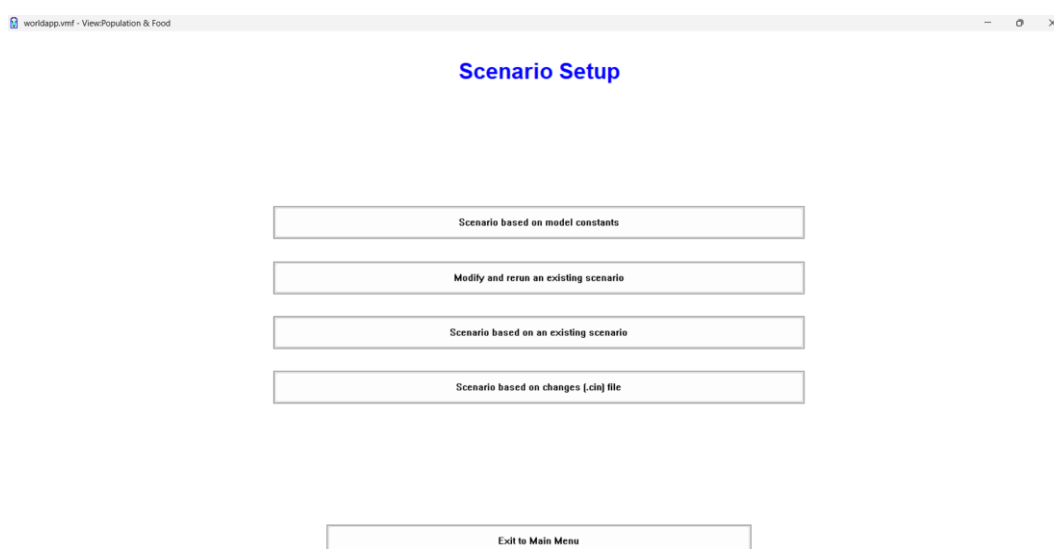 worldapp.vmf - View:Population & Food
Scenario Setup
Scenario based on model constants
Modify and rerun an existing scenario
Scenario based on an existing scenario
Scenario based on changes (.cin) file
Exit to Main Menu